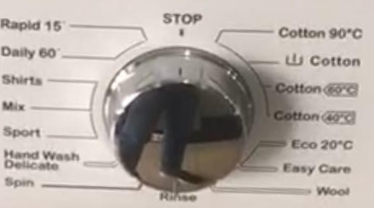 STOP
Rapid 15'
Daily 60'
Shirts
Mix
Sport
Hand Wash
Delicate
Spin
Rinse
Cotton 90°C
Cotton
Cotton 60°C
Cotton 40°C
Eco 20°C
Easy Care
Wool